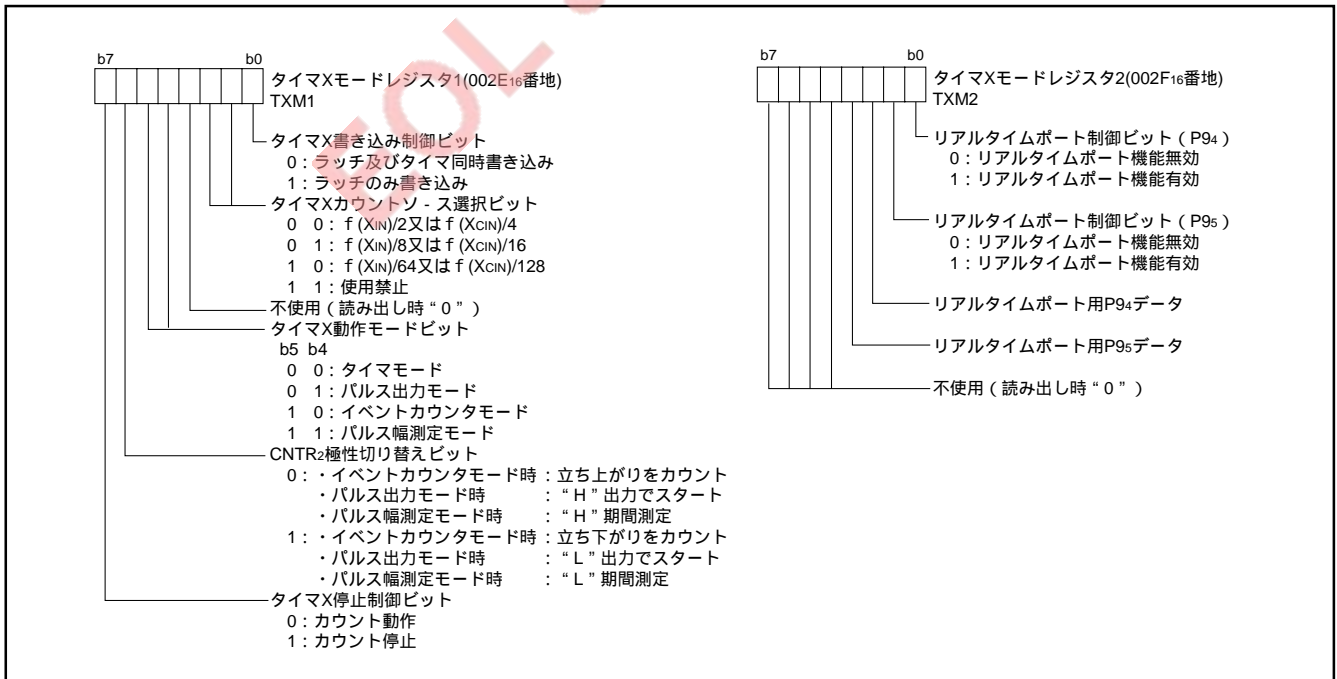 b7 b0
タイマXモードレジスタ1(002E16番地)
TXM1
タイマX書き込み制御ビット
0：ラッチ及びタイマ同時書き込み
1：ラッチのみ書き込み
タイマXカウントソ - ス選択ビット
0 0：f(XIN)/2又はf(XCIN)/4
0 1：f(XIN)/8又はf(XCIN)/16
1 0：f(XIN)/64又はf(XCIN)/128
1 1：使用禁止
不使用（読み出し時“0”）
タイマX動作モードビット
b5 b4
0 0：タイマモード
0 1：パルス出力モード
1 0：イベントカウンタモード
1 1：パルス幅測定モード
CNTR2極性切り替えビット
0：・イベントカウンタモード時：立ち上がりをカウント
・パルス出力モード時 ：“H”出力でスタート
・パルス幅測定モード時 ：“H”期間測定
1：・イベントカウンタモード時：立ち下がりをカウント
・パルス出力モード時 ：“L”出力でスタート
・パルス幅測定モード時 ：“L”期間測定
タイマX停止制御ビット
0：カウント動作
1：カウント停止
b7 b0
タイマXモードレジスタ2(002F16番地)
TXM2
リアルタイムポート制御ビット（P94）
0：リアルタイムポート機能無効
1：リアルタイムポート機能有効
リアルタイムポート制御ビット（P95）
0：リアルタイムポート機能無効
1：リアルタイムポート機能有効
リアルタイムポート用P94データ
リアルタイムポート用P95データ
不使用（読み出し時“0”）
EOL